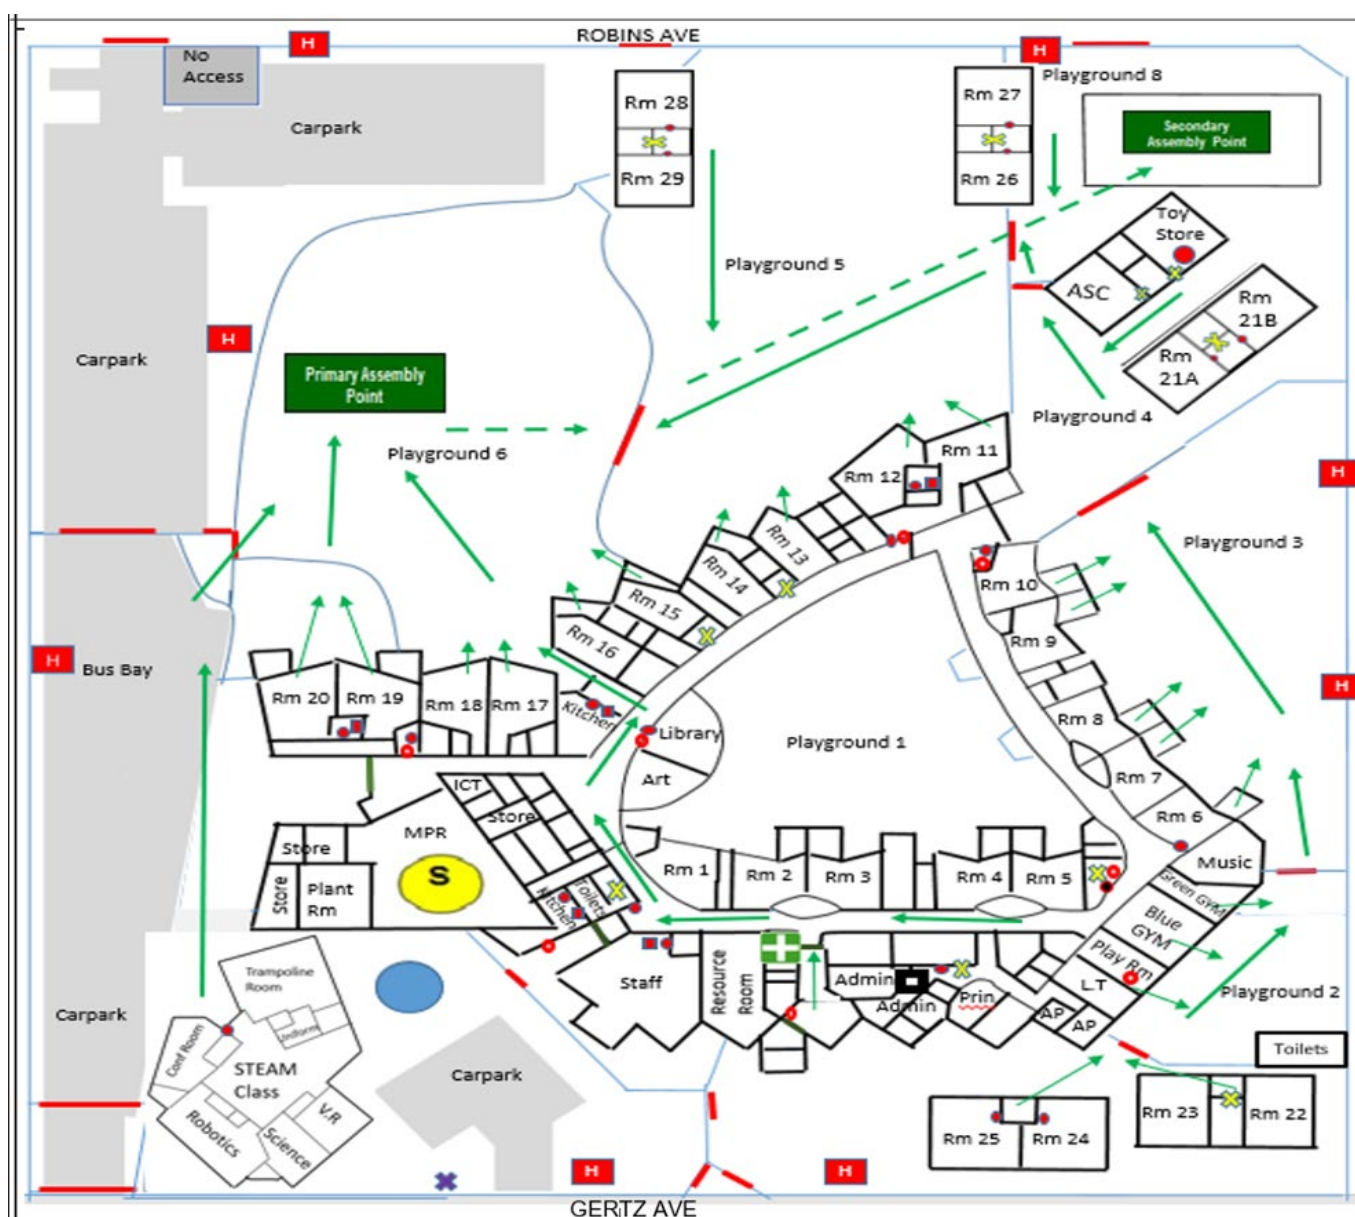 ROBINS AVE
H
H
No
Access
Carpark
Rm 28
Rm 29
Rm 27
Rm 26
Playground 8
Secondary
Assembly Point
Toy
Store
ASC
Rm
21B
Rm
21A
Playground 5
H
Carpark
Primary Assembly
Point
Playground 6
Playground 4
Rm 11
Rm 12
H
Rm 13
Rm 14
Rm 15
Rm 16
Playground 3
Rm 10
Rm 9
H
Bus Bay
Rm 20
Rm 19
Rm 18
Rm 17
Kitchen
Library
Art
Playground 1
Rm 8
Rm 7
Rm 6
H
ICT
Store
MPR
S
Store
Store
Plant
Rm
Kitchen
Toilets
Rm 1
Rm 2
Rm 3
Rm 4
Rm 5
Music
Green GYM
Blue
GYM
Play Rm
L.T
Staff
Resource
Room
Admin
Admin
Prin
AP
AP
Playground 2
Toilets
Carpark
Trampoline
Room
Uniform
Conf Room
STEAM
Class
V.R
Robotics
Science
Carpark
Rm 25
Rm 24
Rm 23
Rm 22
H
H
GERTZ AVE